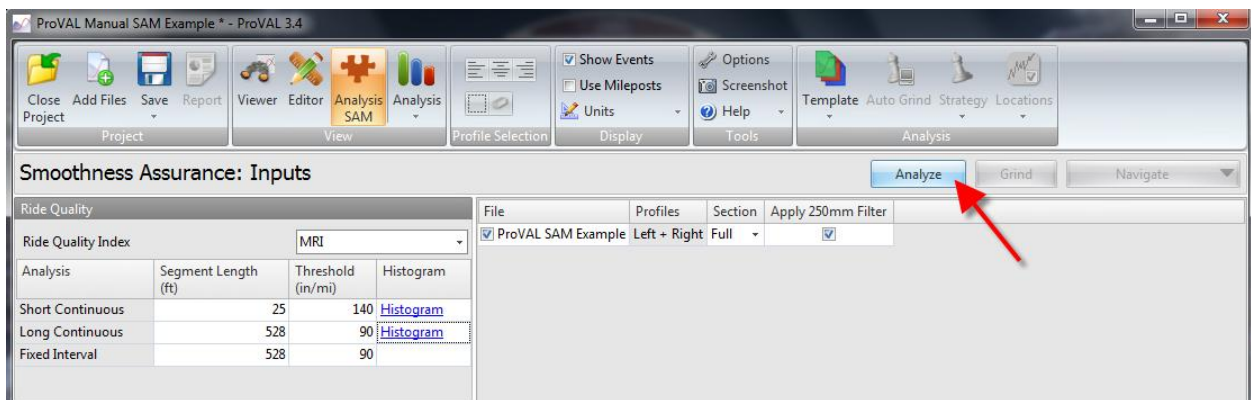 ProVAL Manual SAM Example * - ProVAL 3.4
Close Project
Add Files
Save
Report
Project
Viewer
Editor
Analysis SAM
Analysis
View
Profile Selection
Show Events
Use Mileposts
Units
Display
Options
Screenshot
Help
Tools
Template
Auto Grind
Strategy
Locations
Analysis
Smoothness Assurance: Inputs
Analyze
Grind
Navigate
Ride Quality
Ride Quality Index MRI
Analysis Segment Length (ft) Threshold (in/mi) Histogram
Short Continuous 25 140 Histogram
Long Continuous 528 90 Histogram
Fixed Interval 528 90
File Profiles Section Apply 250mm Filter
ProVAL SAM Example Left + Right Full